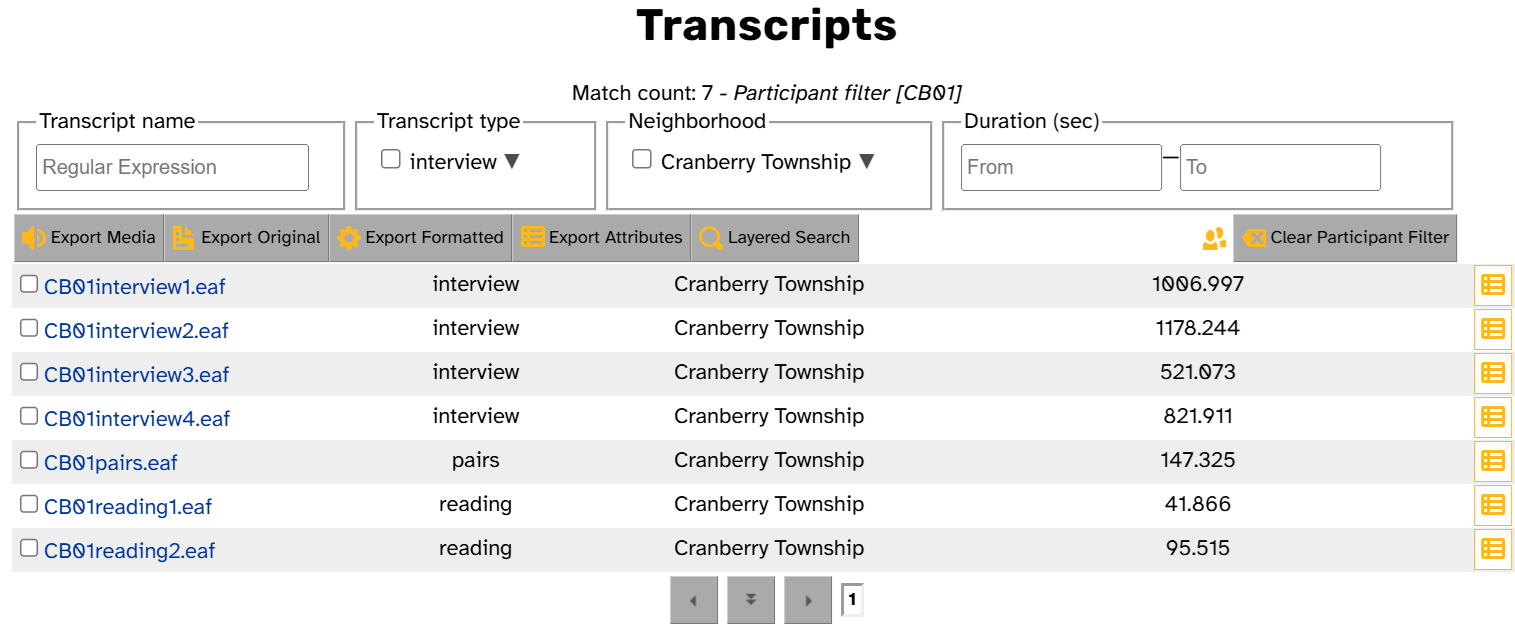 Transcripts
Match count: 7 - Participant filter [CB01]
Transcript name Transcript type Neighborhood Duration (sec)
Regular Expression interview ▼ Cranberry Township ▼ From – To
Export Media Export Original Export Formatted Export Attributes Layered Search Clear Participant Filter
CB01interview1.eaf interview Cranberry Township 1006.997
CB01interview2.eaf interview Cranberry Township 1178.244
CB01interview3.eaf interview Cranberry Township 521.073
CB01interview4.eaf interview Cranberry Township 821.911
CB01pairs.eaf pairs Cranberry Township 147.325
CB01reading1.eaf reading Cranberry Township 41.866
CB01reading2.eaf reading Cranberry Township 95.515
1